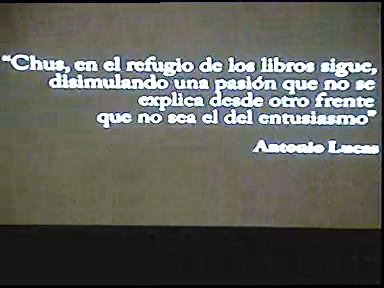 “Chus, en el refugio de los libros sigue,
disimulando una pasión que no se
explica desde otro frente
que no sea el del entusiasmo”
Antonio Lucas